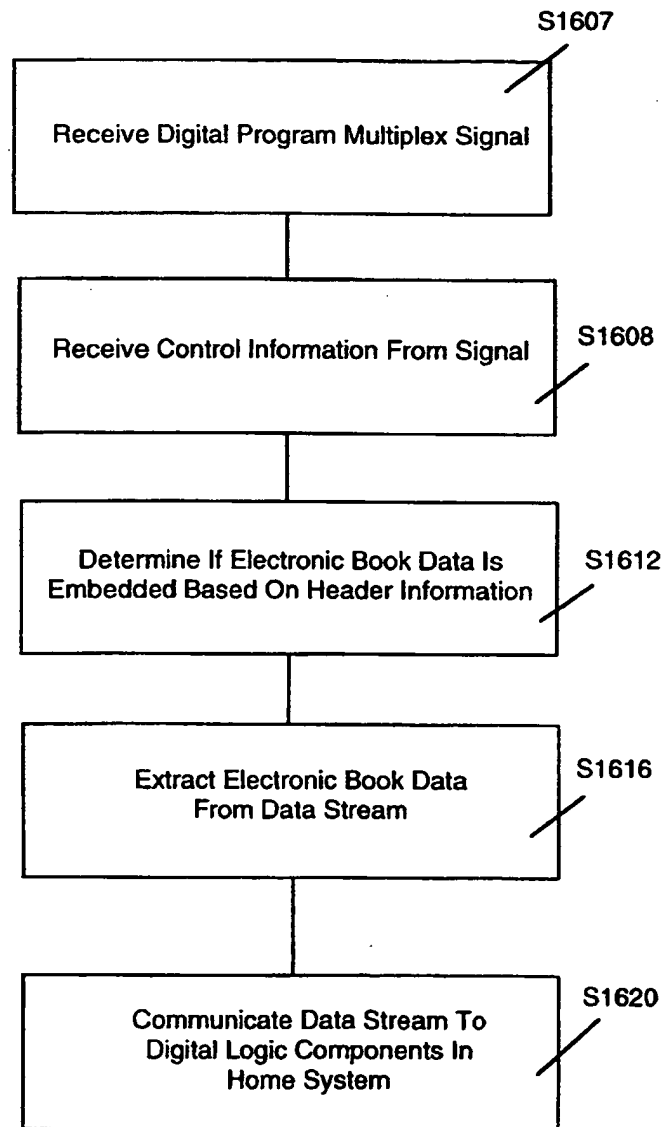 S1607
Receive Digital Program Multiplex Signal
Receive Control Information From Signal
S1608
Determine If Electronic Book Data Is
Embedded Based On Header Information
S1612
Extract Electronic Book Data
From Data Stream
S1616
Communicate Data Stream To
Digital Logic Components In
Home System
S1620